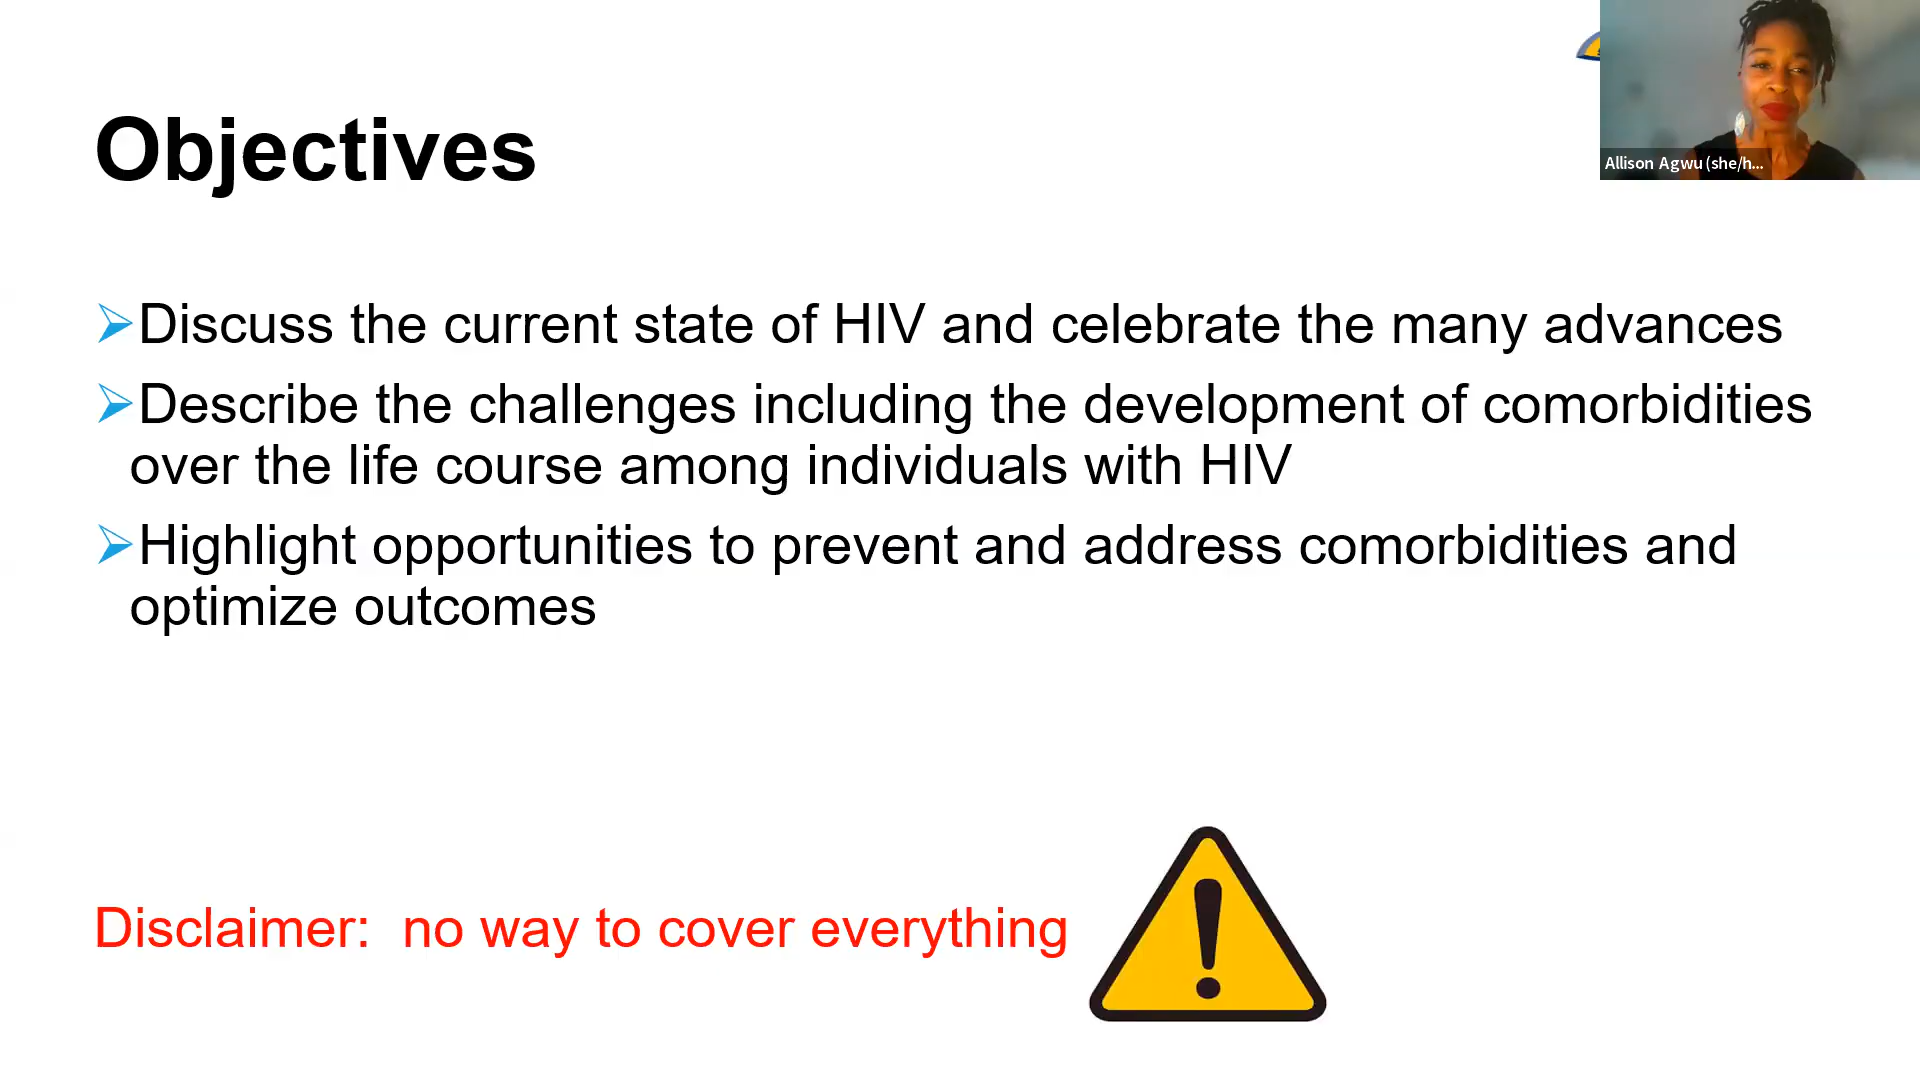 Objectives
Allison Agwu (she/h...
➢Discuss the current state of HIV and celebrate the many advances
➢Describe the challenges including the development of comorbidities
over the life course among individuals with HIV
➢Highlight opportunities to prevent and address comorbidities and
optimize outcomes
Disclaimer:  no way to cover everything